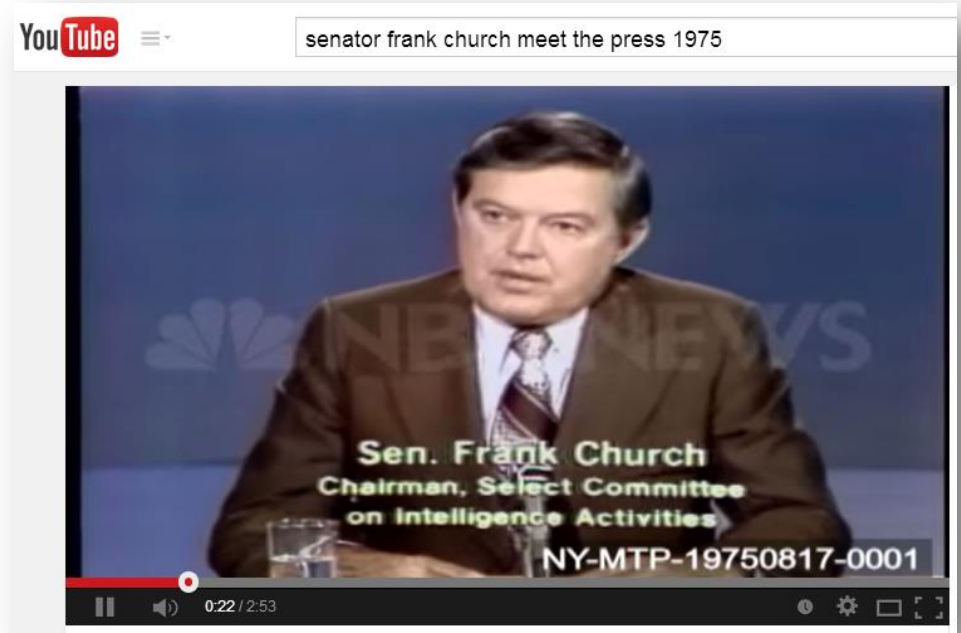 YouTube
senator frank church meet the press 1975
NBC NEWS
Sen. Frank Church
Chairman, Select Committee
on Intelligence Activities
NY-MTP-19750817-0001
0:22 / 2:53